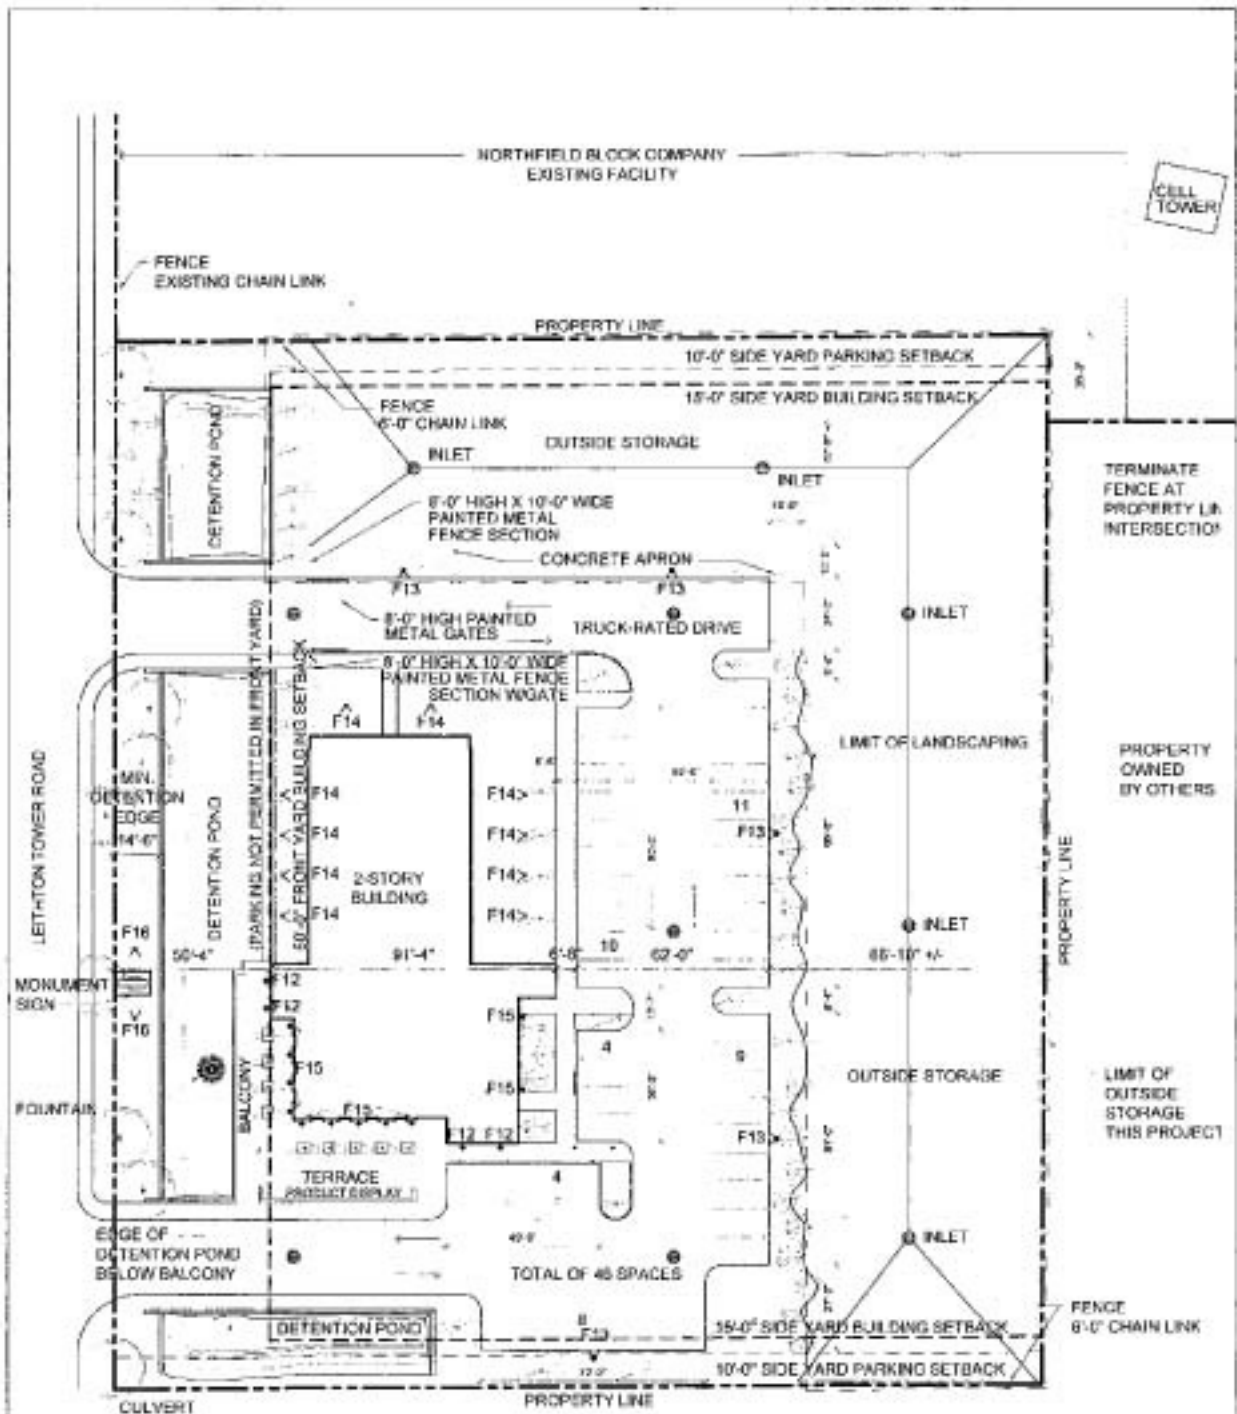 NORTHFIELD BLOCK COMPANY
EXISTING FACILITY
CELL
TOWER
FENCE
EXISTING CHAIN LINK
PROPERTY LINE
10'-0" SIDE YARD PARKING SETBACK
15'-0" SIDE YARD BUILDING SETBACK
FENCE
6'-0" CHAIN LINK
OUTSIDE STORAGE
INLET
INLET
DETENTION POND
8'-0" HIGH X 10'-0" WIDE
PAINTED METAL
FENCE SECTION
TERMINATE
FENCE AT
PROPERTY LIN
INTERSECTION
CONCRETE APRON
F13
F13
8'-0" HIGH PAINTED
METAL GATES
TRUCK-RATED DRIVE
INLET
8'-0" HIGH X 10'-0" WIDE
PAINTED METAL FENCE
SECTION W/GATE
(PARKING NOT PERMITTED IN FRONT YARD)
50'-0" FRONT YARD BUILDING SETBACK
F14
F14
LIMIT OF LANDSCAPING
PROPERTY
OWNED
BY OTHERS
LEITHTON TOWER ROAD
MIN.
DETENTION
EDGE
14'-6"
DETENTION POND
F14
F14
F14
F14
F14
F14
F14
F14
2-STORY
BUILDING
11
F13
PROPERTY LINE
F16
INLET
10
50'-4"
91'-4"
6'-8"
62'-0"
MONUMENT
SIGN
F16
F12
F12
F15
F15
4
9
BALCONY
F15
OUTSIDE STORAGE
FOUNTAIN
F15
F15
LIMIT OF
OUTSIDE
STORAGE
THIS PROJECT
F12
F12
F13
TERRACE
PRODUCT DISPLAY
4
EDGE OF
DETENTION POND
BELOW BALCONY
INLET
TOTAL OF 46 SPACES
DETENTION POND
8
F13
SIDE YARD BUILDING SETBACK
FENCE
6'-0" CHAIN LINK
10'-0" SIDE YARD PARKING SETBACK
PROPERTY LINE
CULVERT